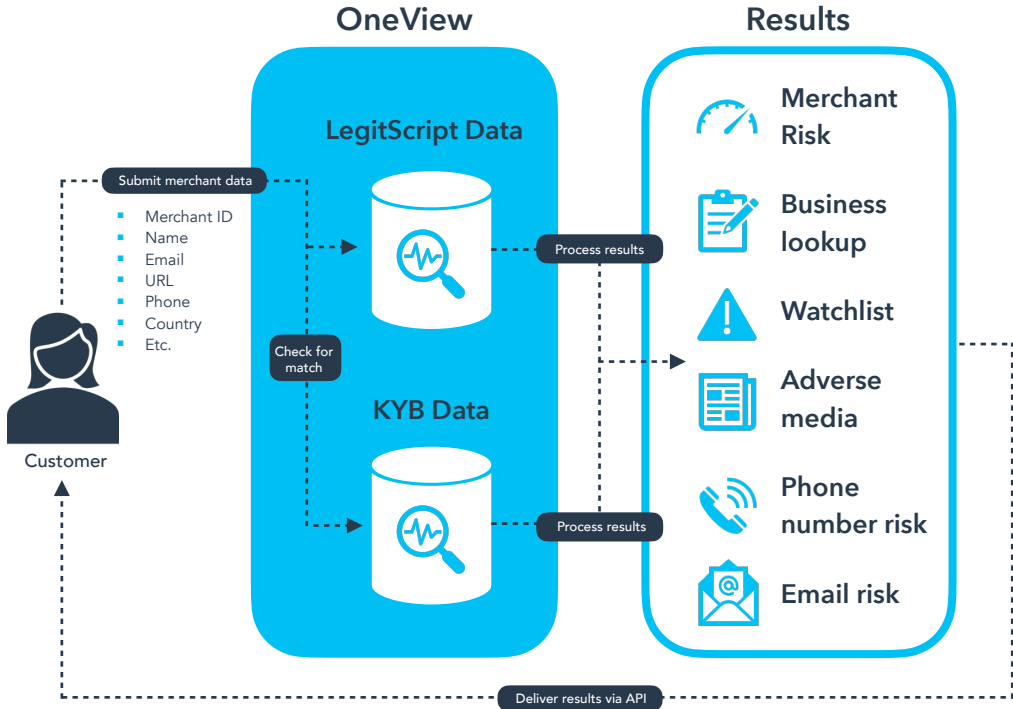 OneView
Results
LegitScript Data
Submit merchant data
Merchant ID
Name
Email
URL
Phone
Country
Etc.
Customer
Check for
match
KYB Data
Process results
Process results
Merchant
Risk
Business
lookup
Watchlist
Adverse
media
Phone
number risk
@
Email risk
Deliver results via API